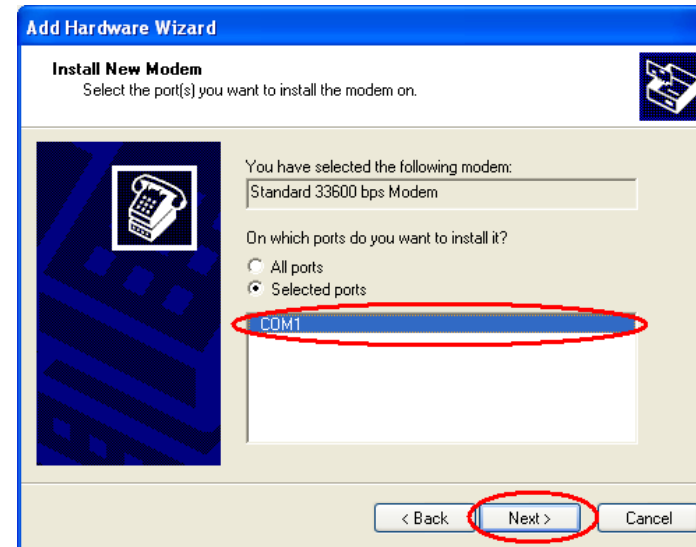 Add Hardware Wizard
Install New Modem
Select the port(s) you want to install the modem on.
You have selected the following modem:
Standard 33600 bps Modem
On which ports do you want to install it?
All ports
Selected ports
COM1
< Back Next > Cancel